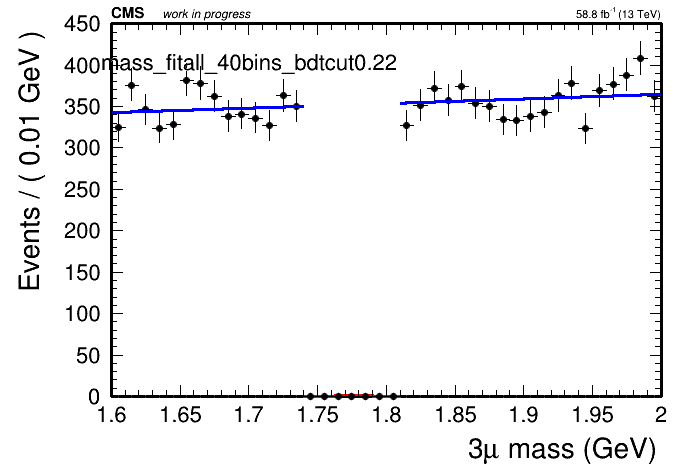 CMS work in progress 58.8 fb⁻¹ (13 TeV)
mass_fitall_40bins_bdtcut0.22
Events / ( 0.01 GeV )
450
400
350
300
250
200
150
100
50
0
1.6 1.65 1.7 1.75 1.8 1.85 1.9 1.95 2
3μ mass (GeV)